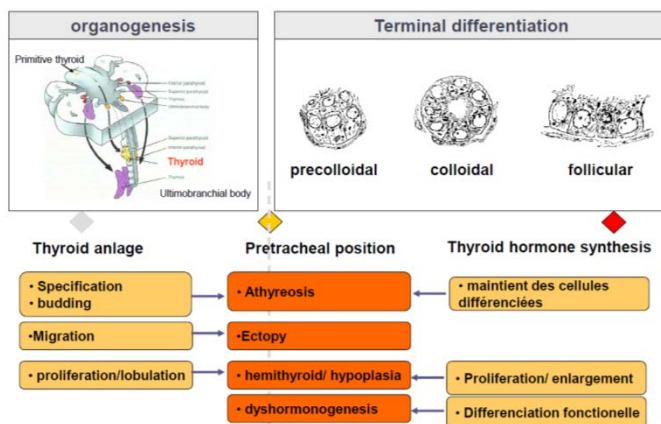 organogenesis
Terminal differentiation
Primitive thyroid
Thyroid
Ultimobranchial body
precolloidal
colloidal
follicular
Thyroid anlage
Pretracheal position
Thyroid hormone synthesis
• Specification
• budding
• Athyreosis
• maintient des cellules
différenciées
•Migration
•Ectopy
• proliferation/lobulation
• hemithyroid/ hypoplasia
• Proliferation/ enlargement
• dyshormonogenesis
• Differenciation fonctionelle